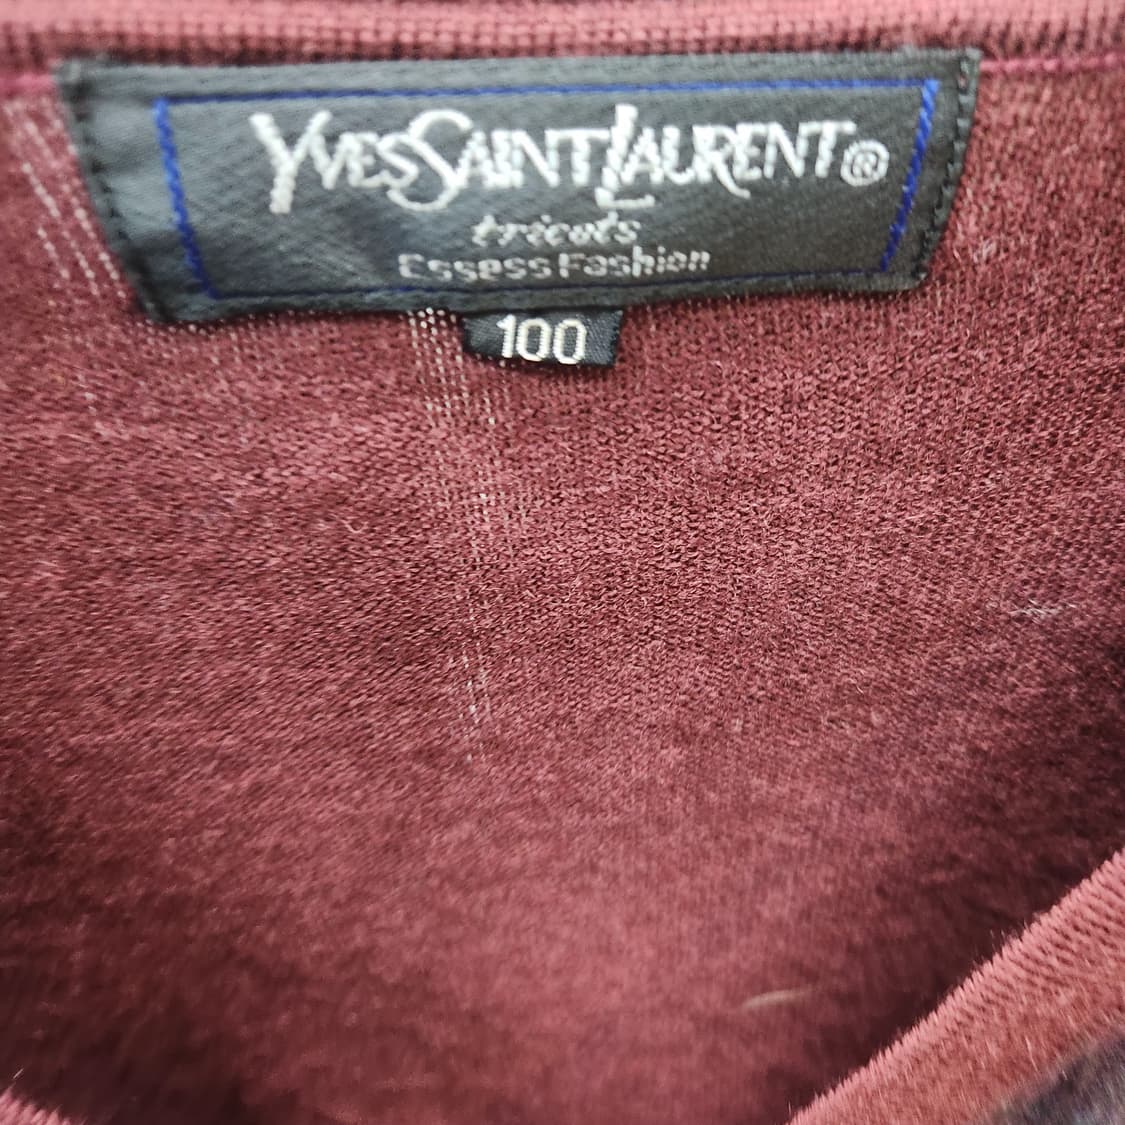 YVESSAINTLAURENT®
tricots
Essess Fashion
100